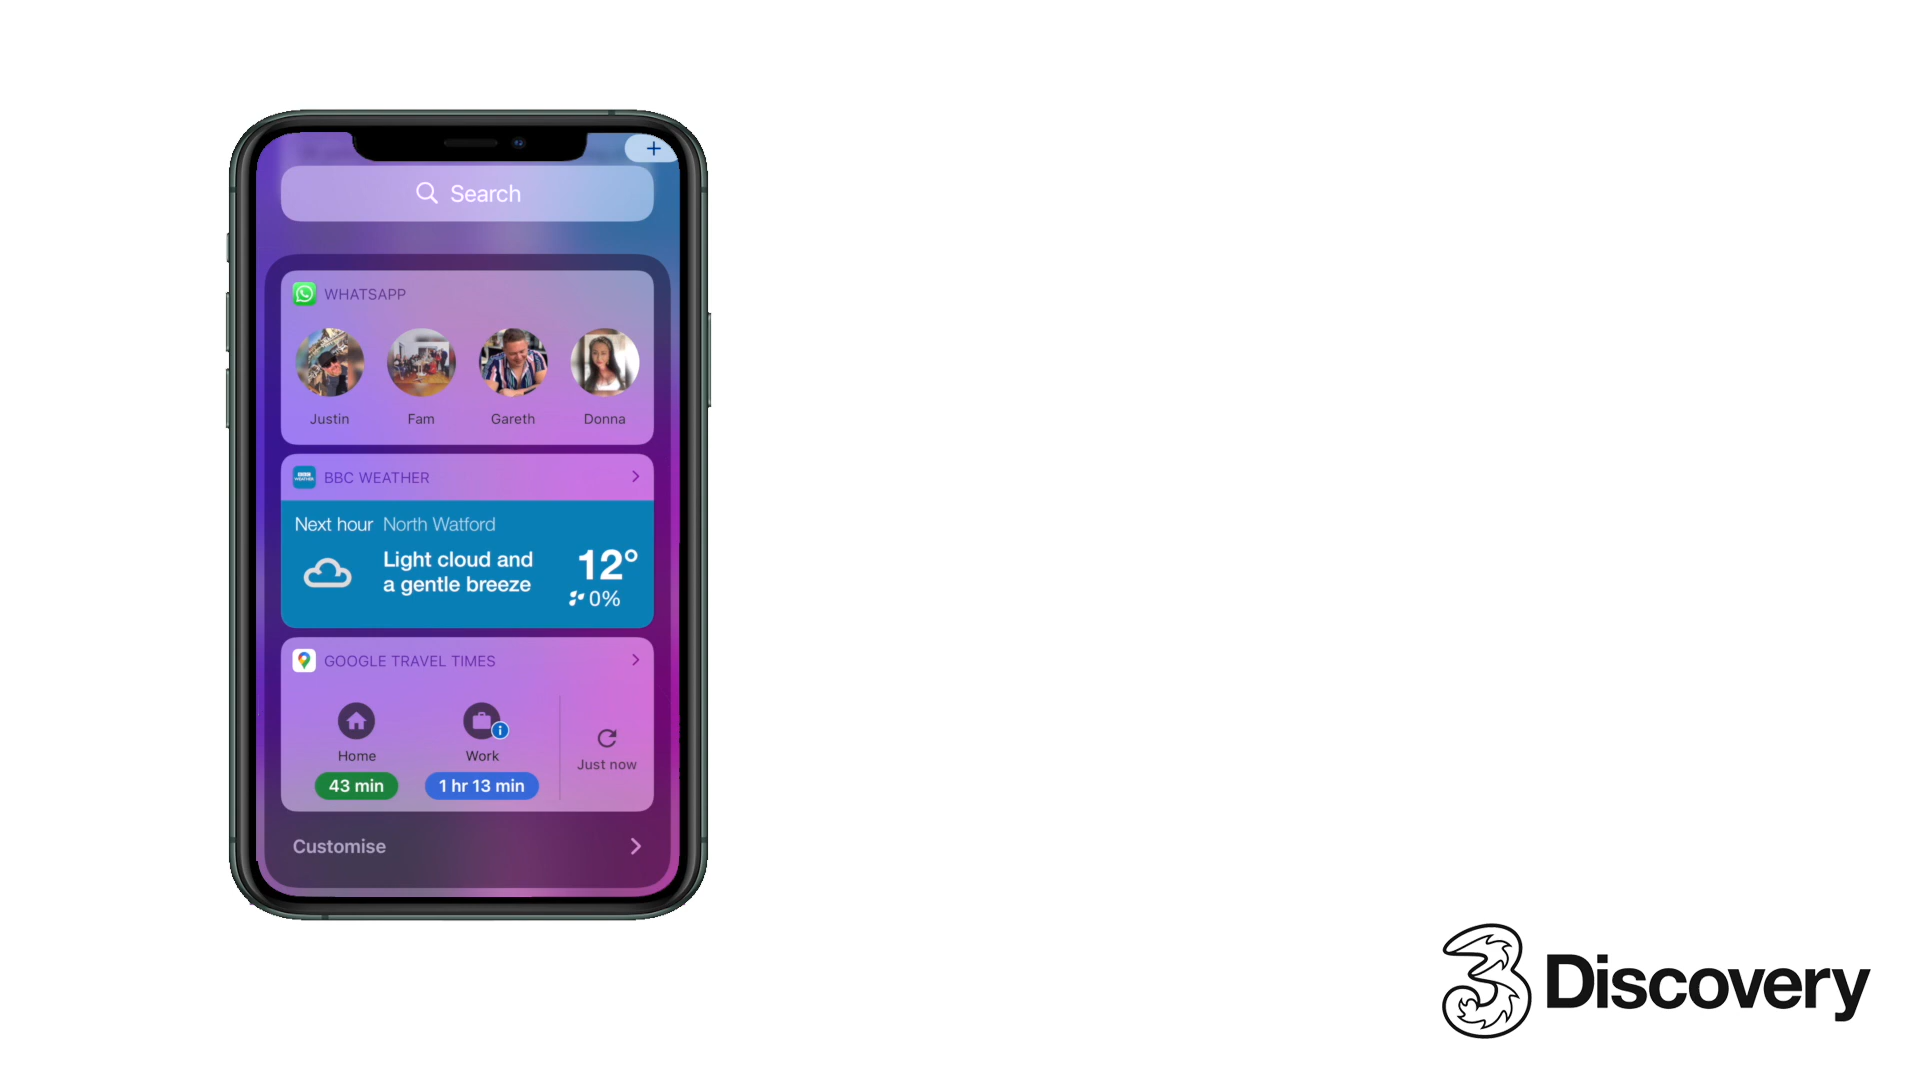 +
Search
WHATSAPP
Justin Fam Gareth Donna
BBC WEATHER
Next hour North Watford
Light cloud and
a gentle breeze
12°
0%
GOOGLE TRAVEL TIMES
Home
43 min
Work
1 hr 13 min
Just now
Customise
3 Discovery